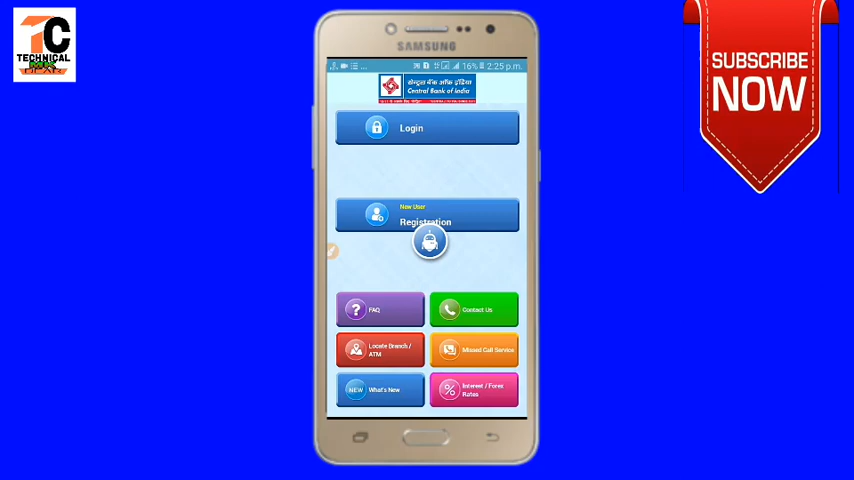 TC
TECHNICAL
MK
SUBSCRIBE
NOW
SAMSUNG
16% 2:25 p.m.
सेन्ट्रल बैंक ऑफ़ इंडिया
Central Bank of India
Login
New User
Registration
FAQ
Contact Us
Locate Branch /
ATM
Missed Call Service
NEW
What's New
Interest / Forex
Rates